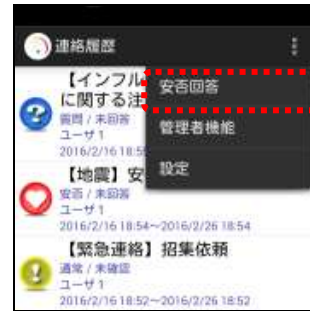 連絡履歴
【インフル
に関する注
質問 / 未回答
ユーザ1
2016/2/16 18:5
安否回答
管理者機能
設定
【地震】安
安否 / 未回答
ユーザ1
2016/2/16 18:54～2016/2/26 18:54
【緊急連絡】招集依頼
通常 / 未確認
ユーザ1
2016/2/16 18:52～2016/2/26 18:52